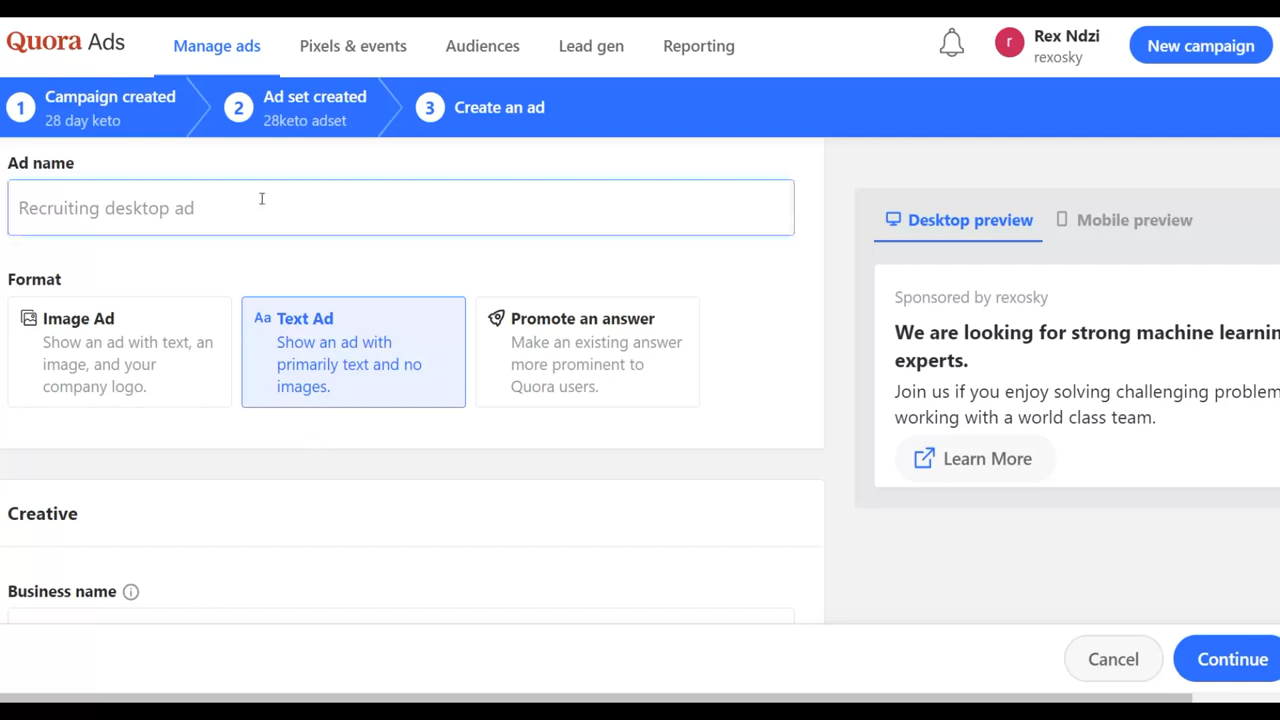 Quora Ads
Manage ads
Pixels & events
Audiences
Lead gen
Reporting
r
Rex Ndzi
rexosky
New campaign
1
Campaign created
28 day keto
2
Ad set created
28keto adset
3
Create an ad
Ad name
Recruiting desktop ad
Format
Image Ad
Show an ad with text, an
image, and your
company logo.
Aa Text Ad
Show an ad with
primarily text and no
images.
Promote an answer
Make an existing answer
more prominent to
Quora users.
Creative
Business name
Desktop preview
Mobile preview
Sponsored by rexosky
We are looking for strong machine learnin
experts.
Join us if you enjoy solving challenging problem
working with a world class team.
Learn More
Cancel
Continue